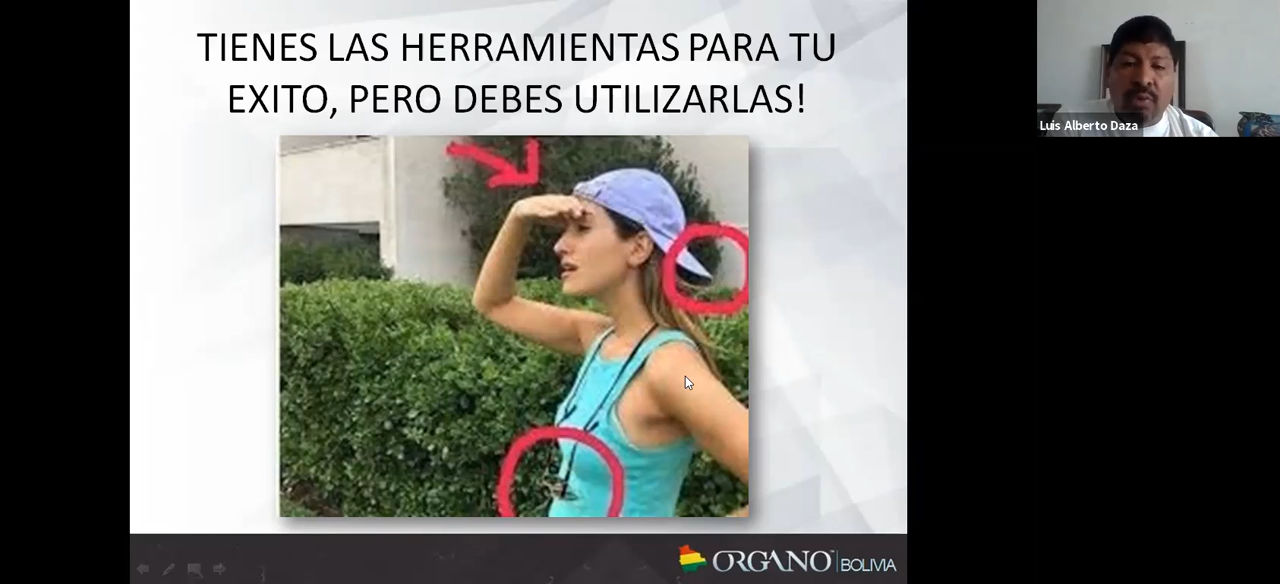 TIENES LAS HERRAMIENTAS PARA TU
EXITO, PERO DEBES UTILIZARLAS!
Luis Alberto Daza
ORGANO BOLIVIA